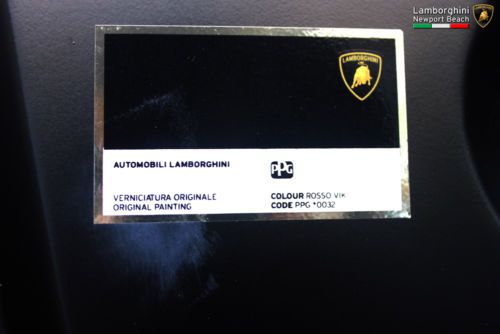 Lamborghini
Newport Beach
LAMBORGHINI
AUTOMOBILI LAMBORGHINI
PPG
VERNICIATURA ORIGINALE
ORIGINAL PAINTING
COLOUR ROSSO VIK
CODE PPG *0032